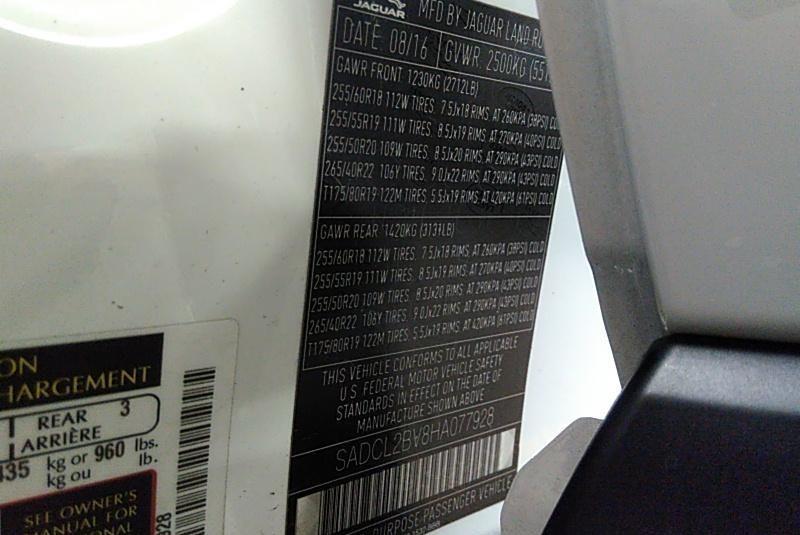 JAGUAR MFD BY JAGUAR LAND
DATE: 08/16 GVWR: 2500KG
GAWR FRONT 1230KG (2712LB)
255/60R18 112W TIRES, 7.5Jx18 RIMS, AT 260KPA (38PSI)
255/55R19 111W TIRES, 8.5Jx19 RIMS, AT 270KPA (40PSI) COLD
255/50R20 109W TIRES, 8.5Jx20 RIMS, AT 290KPA (43PSI) COLD
265/40R22 106Y TIRES, 9.0Jx22 RIMS, AT 290KPA (43PSI) COLD
T175/80R19 122M TIRES, 5.5Jx19 RIMS, AT 420KPA (61PSI) COLD
GAWR REAR 1420KG (3139LB)
255/60R18 112W TIRES, 7.5Jx18 RIMS, AT 260KPA (38PSI) COLD
255/55R19 111W TIRES, 8.5Jx19 RIMS, AT 270KPA (40PSI) COLD
255/50R20 109W TIRES, 8.5Jx20 RIMS, AT 290KPA (43PSI) COLD
265/40R22 106Y TIRES, 9.0Jx22 RIMS, AT 290KPA (43PSI) COLD
T175/80R19 122M TIRES, 5.5Jx19 RIMS, AT 420KPA (61PSI) COLD
THIS VEHICLE CONFORMS TO ALL APPLICABLE
U.S. FEDERAL MOTOR VEHICLE SAFETY
STANDARDS IN EFFECT ON THE DATE OF
MANUFACTURE SHOWN ABOVE
SADCL2BV8HA077928
PURPOSE PASSENGER VEHICLE
ON
HARGEMENT
REAR 3
ARRIÈRE
435 kg or 960 lbs.
kg ou lb.
SEE OWNER'S
MANUAL FOR
ONAL
928